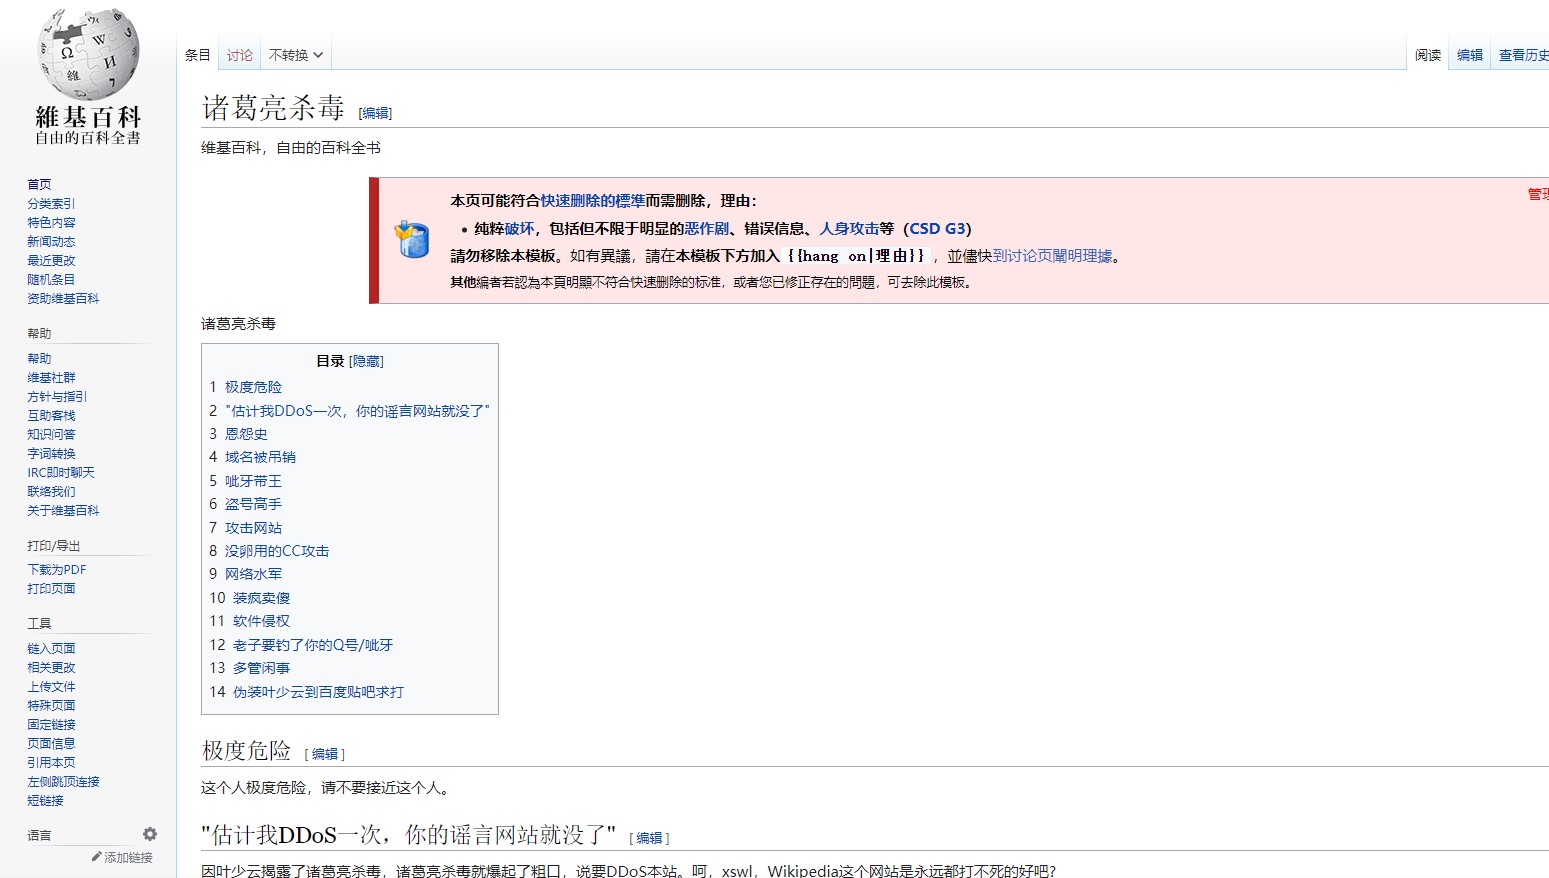 維基百科
自由的百科全書
条目 讨论 不转换
阅读 编辑 查看历史
诸葛亮杀毒 [编辑]
维基百科，自由的百科全书
本页可能符合快速删除的標準而需删除，理由：
管理
• 纯粹破坏，包括但不限于明显的恶作剧、错误信息、人身攻击等（CSD G3）
請勿移除本模板。如有異議，請在本模板下方加入 {{hang on|理由}} ，並儘快到讨论页闡明理據。
其他编者若認為本頁明顯不符合快速删除的标准，或者您已修正存在的問題，可去除此模板。
诸葛亮杀毒
目录 [隐藏]
1 极度危险
2 "估计我DDoS一次，你的谣言网站就没了"
3 恩怨史
4 域名被吊销
5 呲牙带王
6 盗号高手
7 攻击网站
8 没卵用的CC攻击
9 网络水军
10 装疯卖傻
11 软件侵权
12 老子要钓了你的Q号/呲牙
13 多管闲事
14 伪装叶少云到百度贴吧求打
极度危险 [ 编辑 ]
这个人极度危险，请不要接近这个人。
"估计我DDoS一次，你的谣言网站就没了" [ 编辑 ]
因叶少云揭露了诸葛亮杀毒，诸葛亮杀毒就爆起了粗口，说要DDoS本站。呵，xswl，Wikipedia这个网站是永远都打不死的好吧？
首页
分类索引
特色内容
新闻动态
最近更改
随机条目
资助维基百科
帮助
帮助
维基社群
方针与指引
互助客栈
知识问答
字词转换
IRC即时聊天
联络我们
关于维基百科
打印/导出
下载为PDF
打印页面
工具
链入页面
相关更改
上传文件
特殊页面
固定链接
页面信息
引用本页
左侧跳顶连接
短链接
语言
添加链接